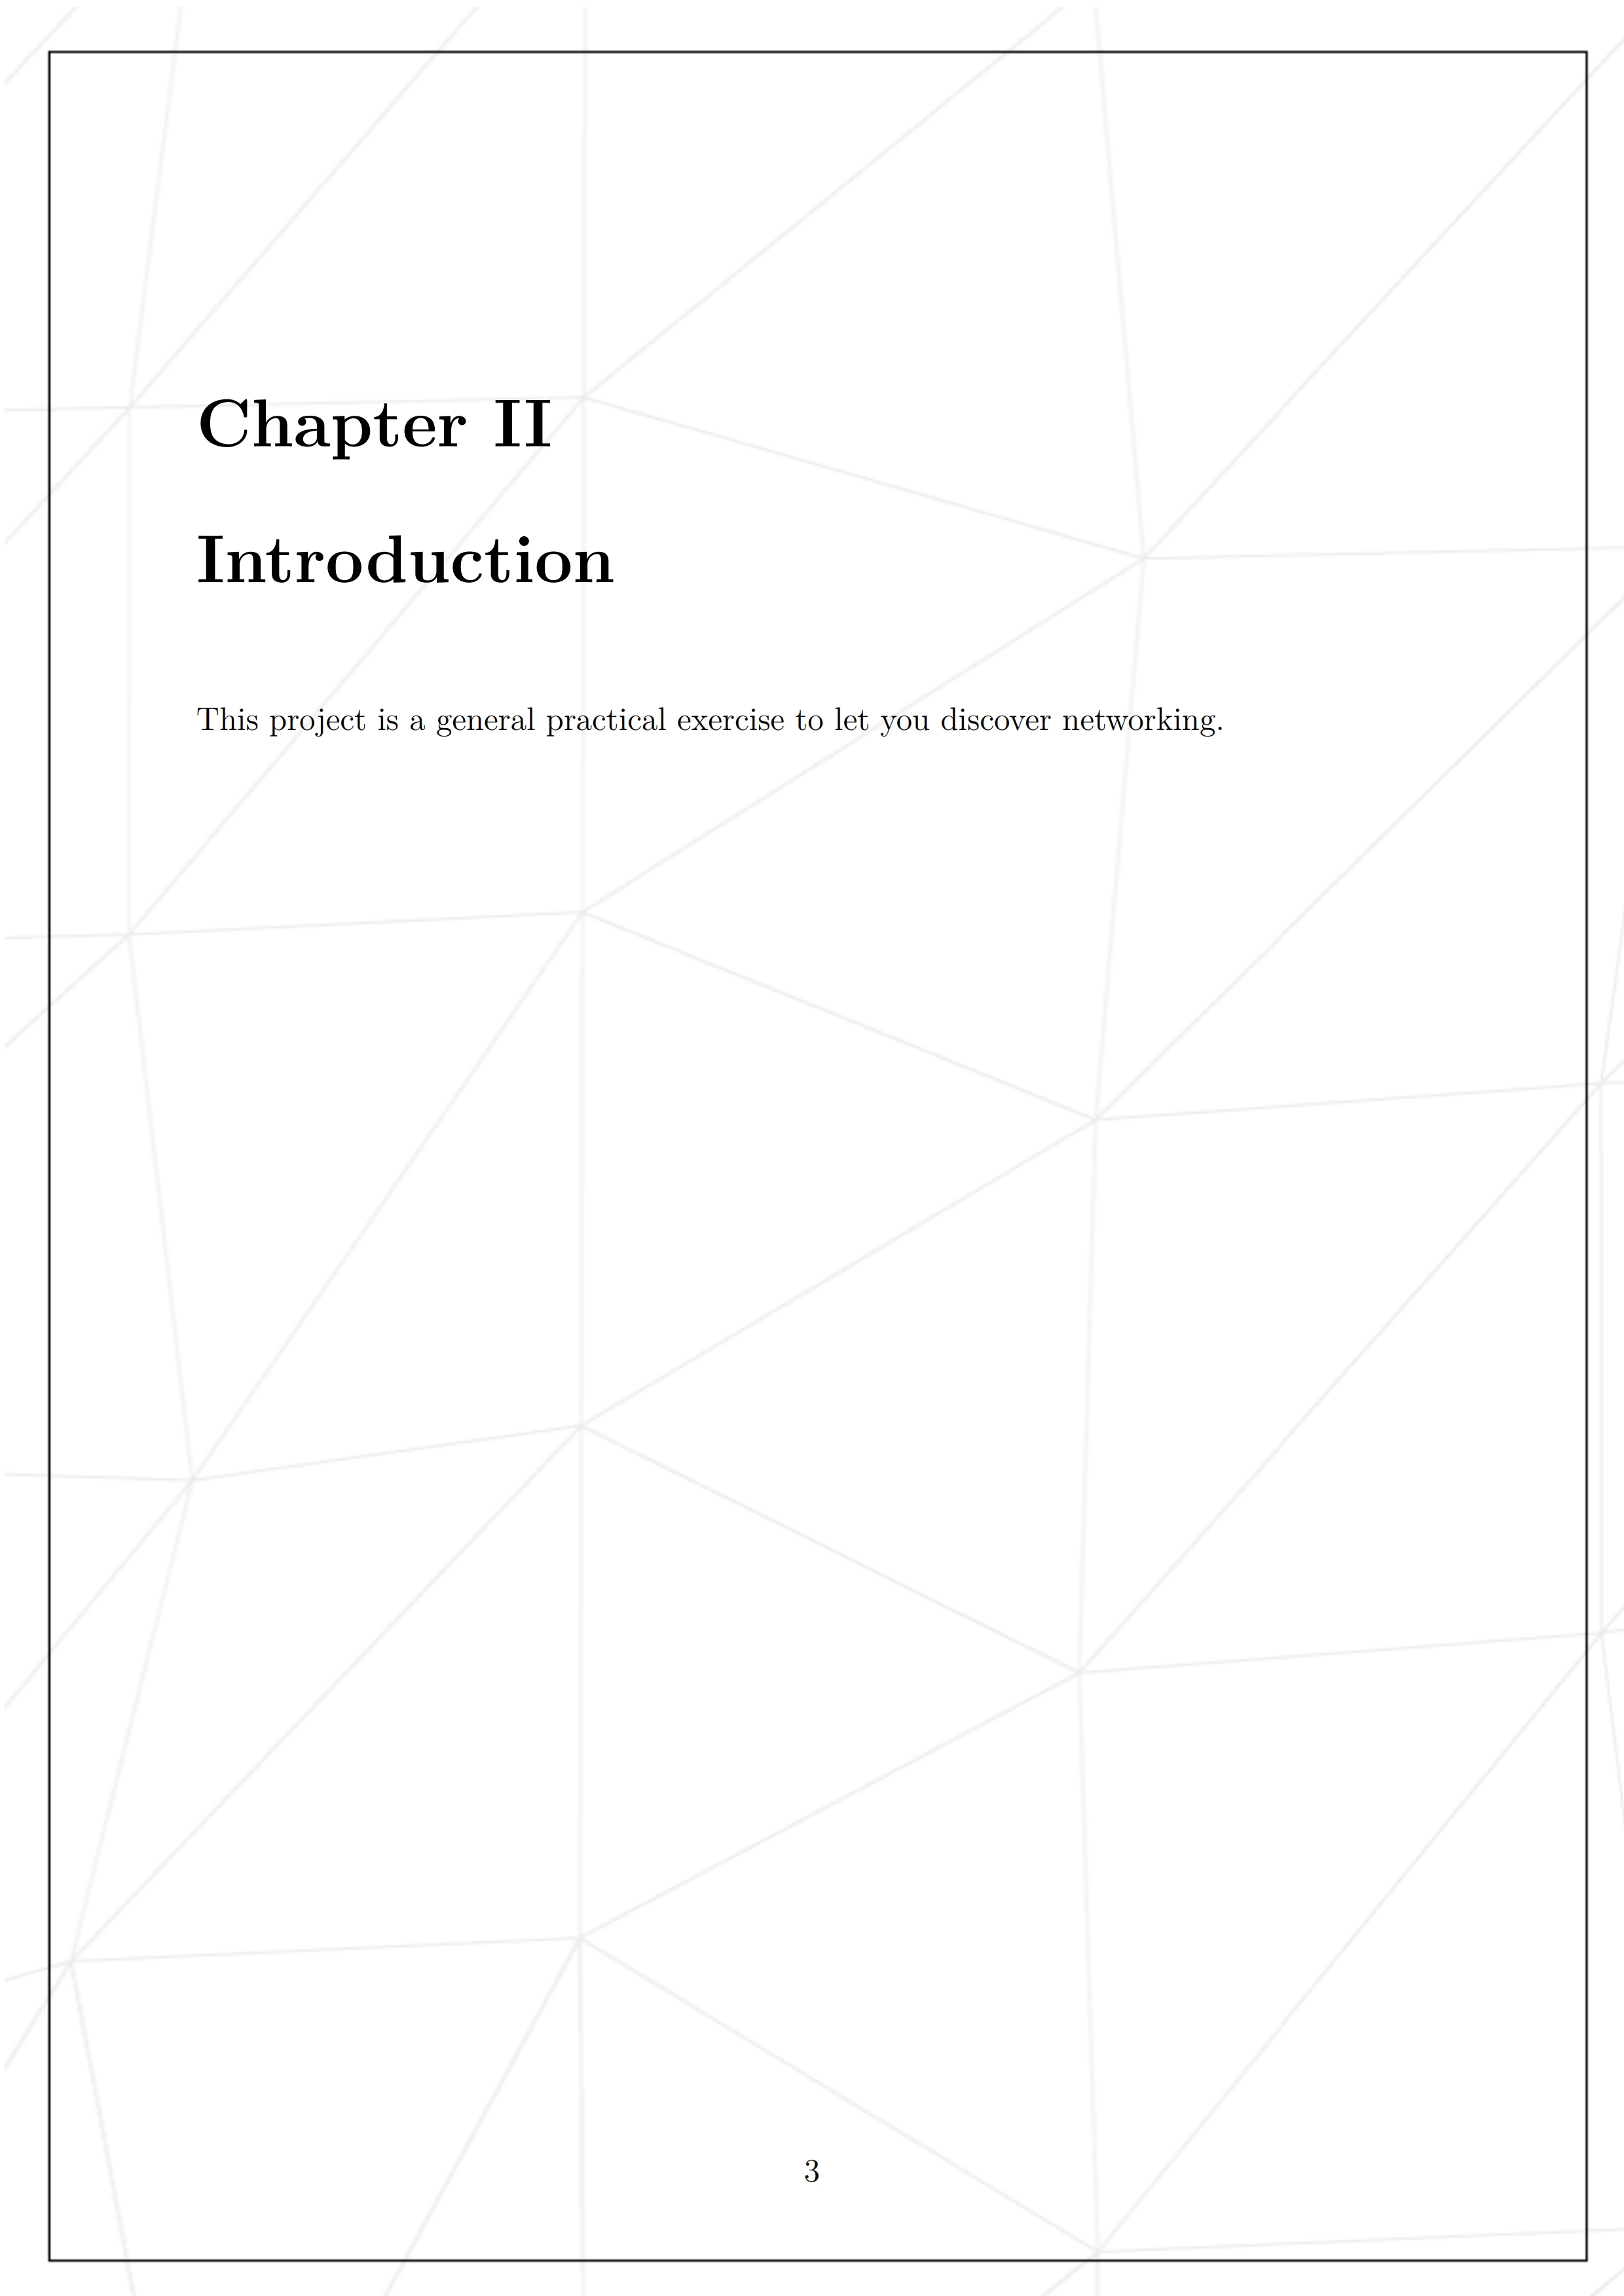 Chapter II
Introduction
This project is a general practical exercise to let you discover networking.
3